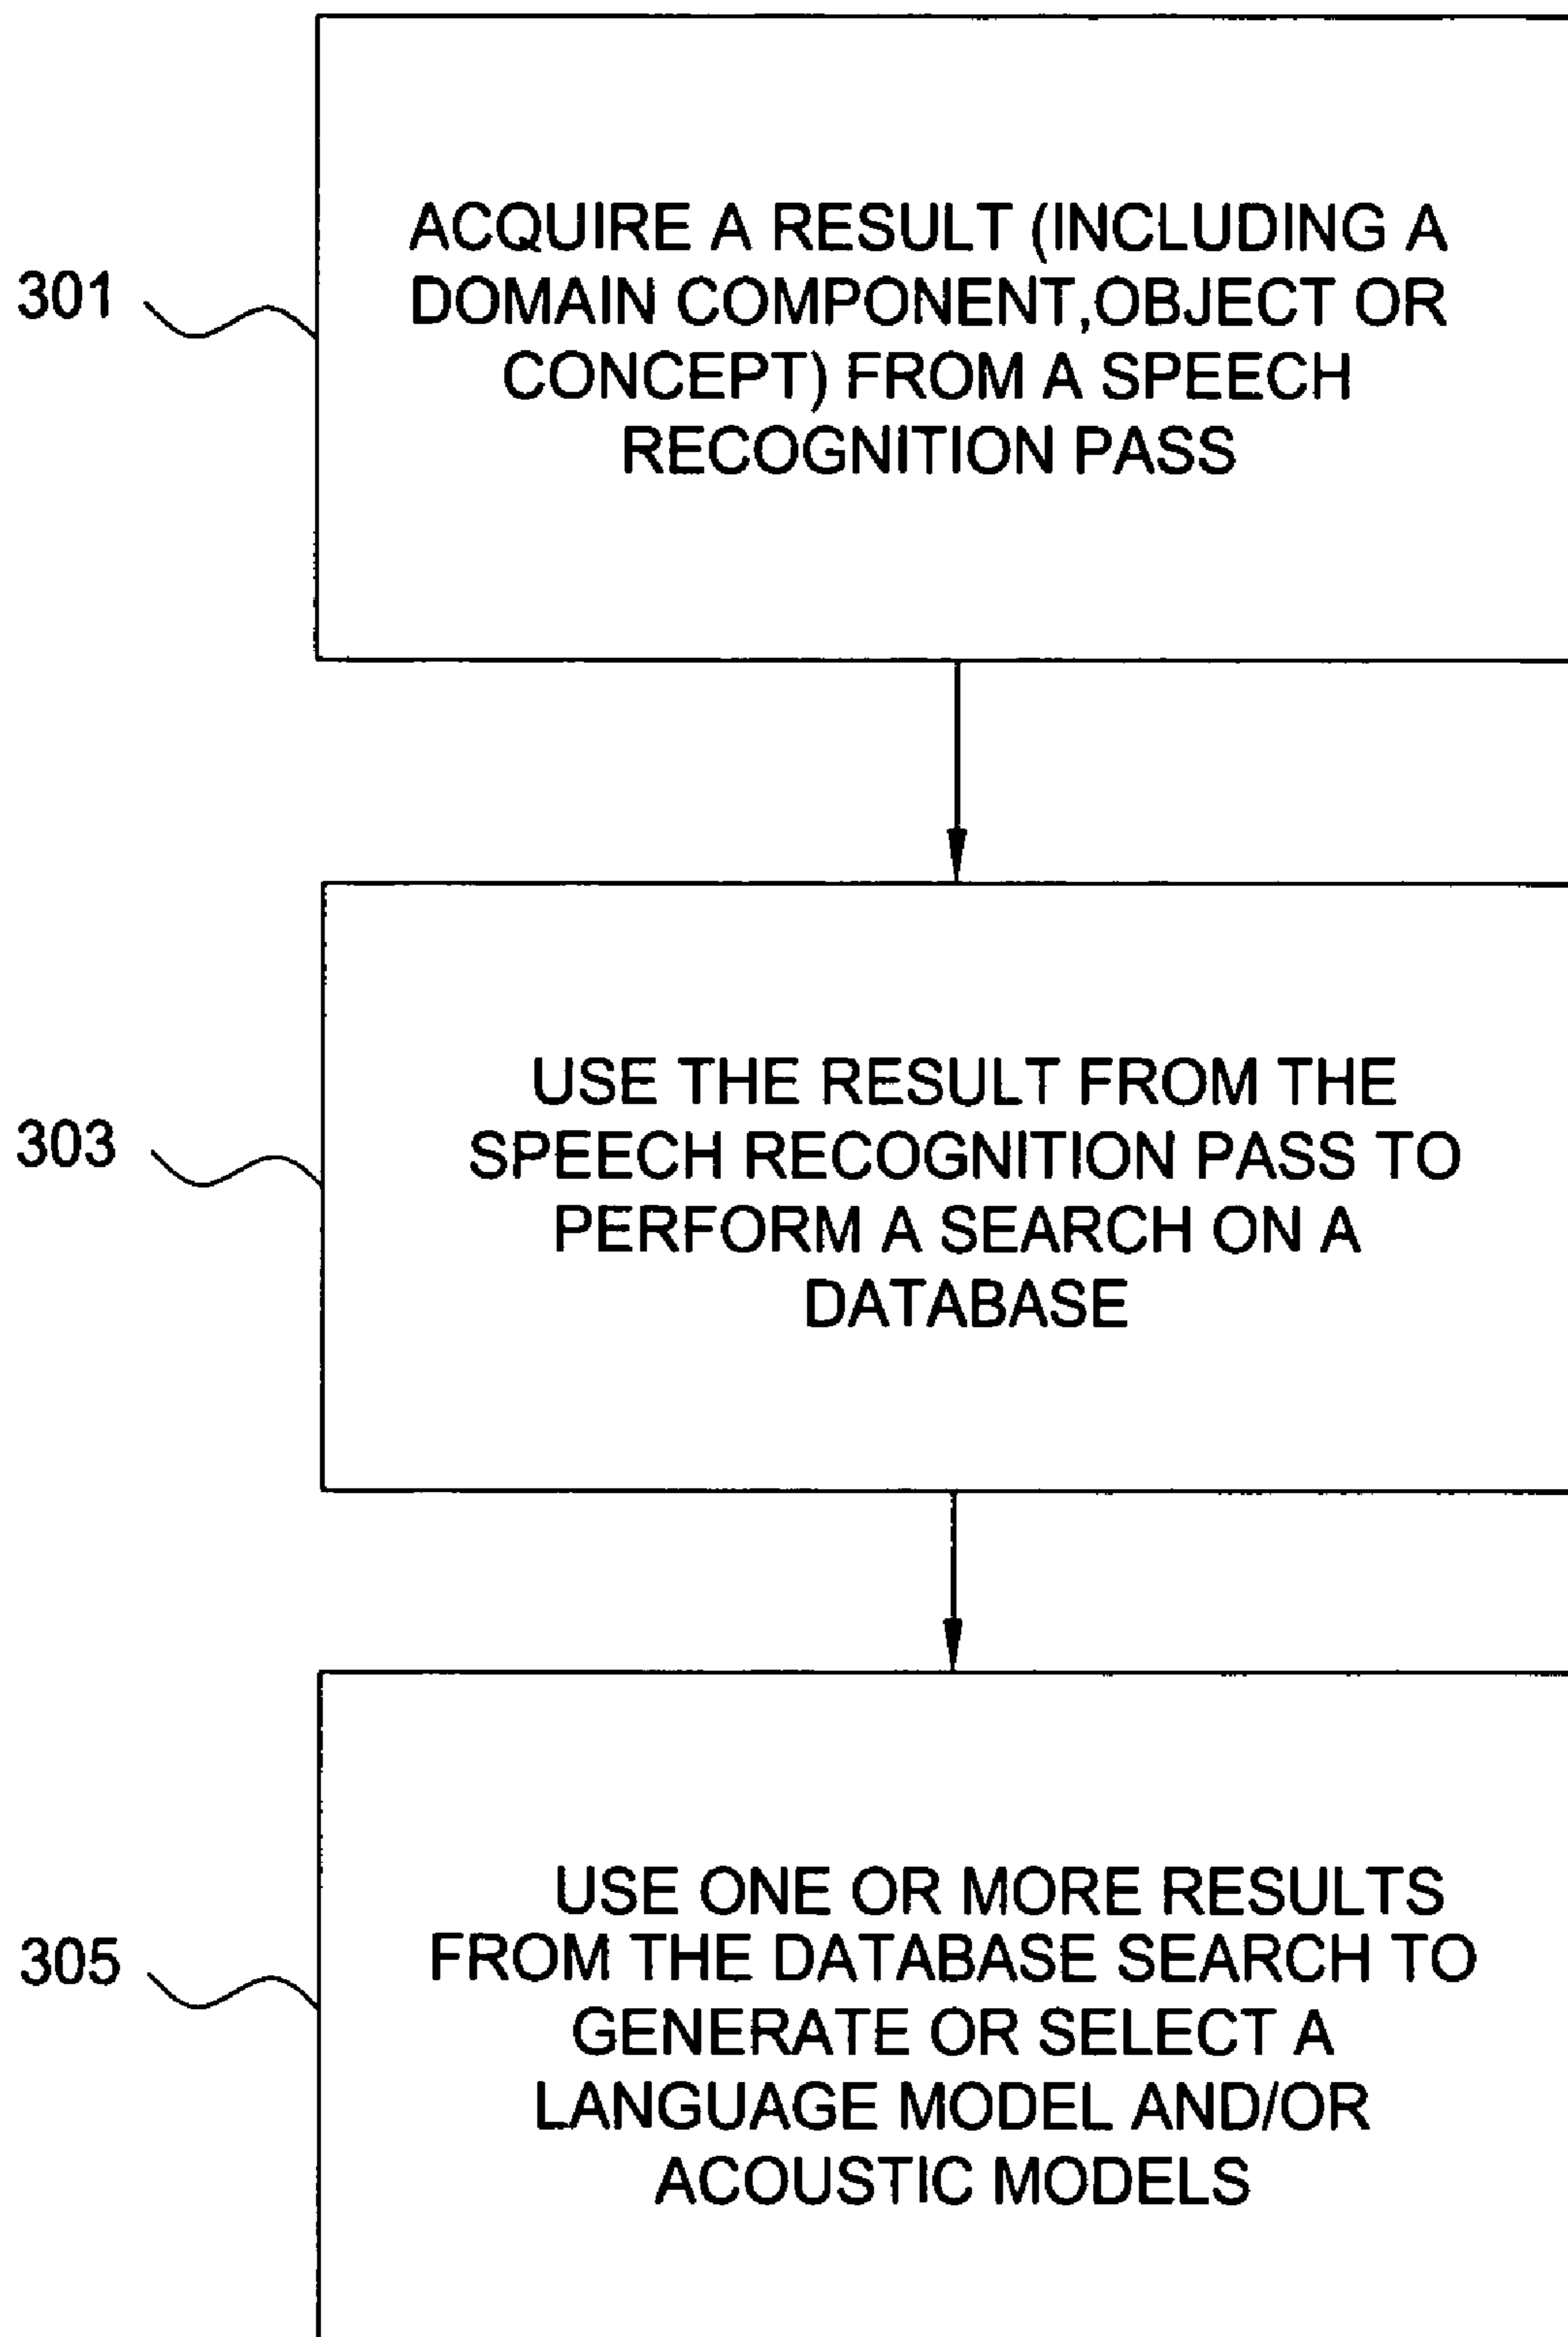 301
ACQUIRE A RESULT (INCLUDING A
DOMAIN COMPONENT,OBJECT OR
CONCEPT) FROM A SPEECH
RECOGNITION PASS
303
USE THE RESULT FROM THE
SPEECH RECOGNITION PASS TO
PERFORM A SEARCH ON A
DATABASE
305
USE ONE OR MORE RESULTS
FROM THE DATABASE SEARCH TO
GENERATE OR SELECT A
LANGUAGE MODEL AND/OR
ACOUSTIC MODELS